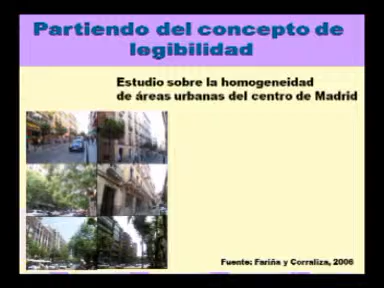 Partiendo del concepto de
legibilidad
Estudio sobre la homogeneidad
de áreas urbanas del centro de Madrid
Fuente: Fariña y Corraliza, 2006